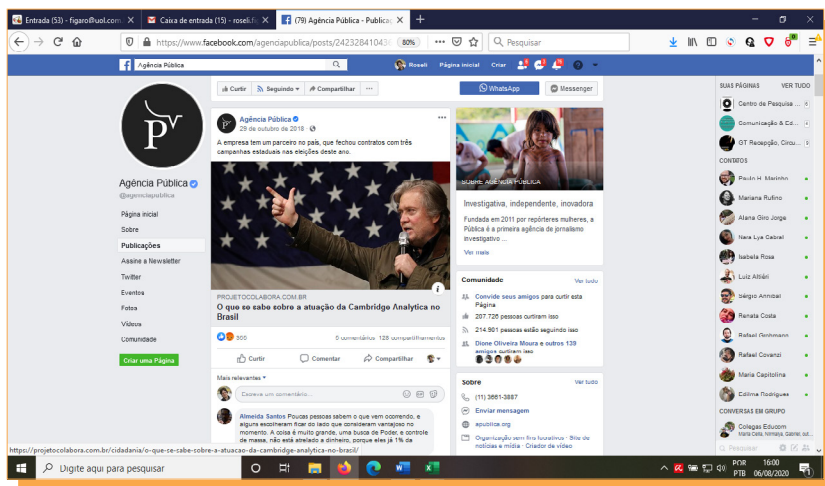 Entrada (53) - figaro@uol.com
Caixa de entrada (15) - roseli.fi
(79) Agência Pública - Publicaç
https://www.facebook.com/agenciapublica/posts/2423284104
80%
Pesquisar
Agência Pública
Roseli
Página inicial
Criar
Agência Pública
@agenciapublica
Página inicial
Sobre
Publicações
Assine a Newsletter
Twitter
Eventos
Fotos
Vídeos
Comunidade
Criar uma Página
Curtir
Seguindo
Compartilhar
Agência Pública
29 de outubro de 2018
A empresa tem um parceiro no país, que fechou contratos com três
campanhas estaduais nas eleições deste ano.
PROJETOCOLABORA.COM.BR
O que se sabe sobre a atuação da Cambridge Analytica no
Brasil
5 comentários 128 compartilhamentos
Curtir
Comentar
Compartilhar
Mais relevantes
Escreva um comentário...
Almeida Santos Poucas pessoas sabem o que vem ocorrendo, e
alguns escolheram ficar do lado que consideram vantajoso no
momento. A coisa é muito grande, uma busca de Poder, e controle
de massa, não está atrelado a dinheiro, porque eles já 1% da
WhatsApp
Messenger
SOBRE AGÊNCIA PÚBLICA
Investigativa, independente, inovadora
Fundada em 2011 por repórteres mulheres, a
Pública é a primeira agência de jornalismo
investigativo ...
Ver mais
Comunidade
Ver tudo
Convide seus amigos para curtir esta
Página
207.726 pessoas curtiram isso
214.901 pessoas estão seguindo isso
Dione Oliveira Moura e outros 139
amigos curtiram isso
Sobre
Ver tudo
(11) 3661-3887
Enviar mensagem
apublica.org
Organização sem fins lucrativos · Site de
notícias e mídia · Criador de vídeo
SUAS PÁGINAS
VER TUDO
Centro de Pesquisa ...
Comunicação & Ed...
GT Recepção, Circu...
CONTATOS
Paulo H. Marinho
Mariana Rufino
Alana Giro Jorge
Nara Lya Cabral
Isabela Rosa
Luiz Altiéri
Sérgio Annibal
Renata Costa
Rafael Grohmann
Rafael Covanzi
Maria Capitolina
Edilma Rodrigues
CONVERSAS EM GRUPO
Colegas Educom
Pesquisar
https://projetocolabora.com.br/cidadania/o-que-se-sabe-sobre-a-atuacao-da-cambridge-analytica-no-brasil/
Digite aqui para pesquisar
POR
PTB
16:00
06/08/2020